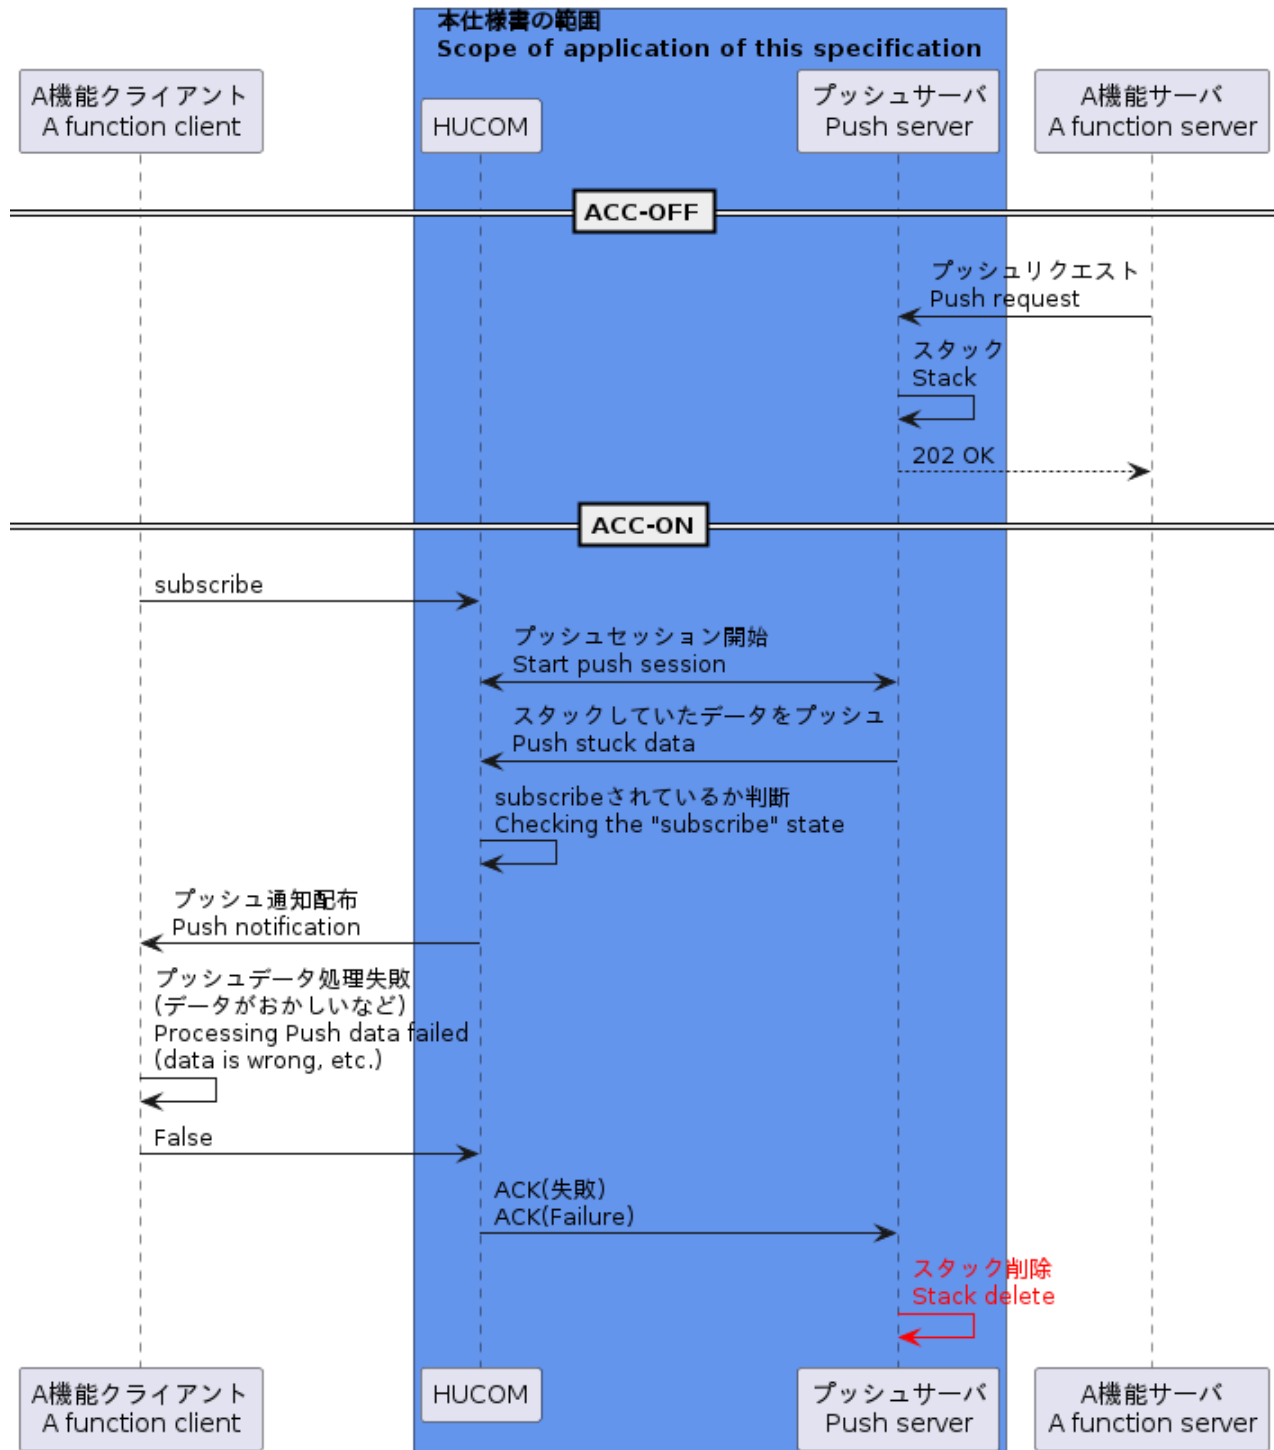 本仕様書の範囲
Scope of application of this specification
A機能クライアント
A function client
HUCOM
プッシュサーバ
Push server
A機能サーバ
A function server
ACC-OFF
プッシュリクエスト
Push request
スタック
Stack
202 OK
ACC-ON
subscribe
プッシュセッション開始
Start push session
スタックしていたデータをプッシュ
Push stuck data
subscribeされているか判断
Checking the "subscribe" state
プッシュ通知配布
Push notification
プッシュデータ処理失敗
(データがおかしいなど)
Processing Push data failed
(data is wrong, etc.)
False
ACK(失敗)
ACK(Failure)
スタック削除
Stack delete
A機能クライアント
A function client
HUCOM
プッシュサーバ
Push server
A機能サーバ
A function server